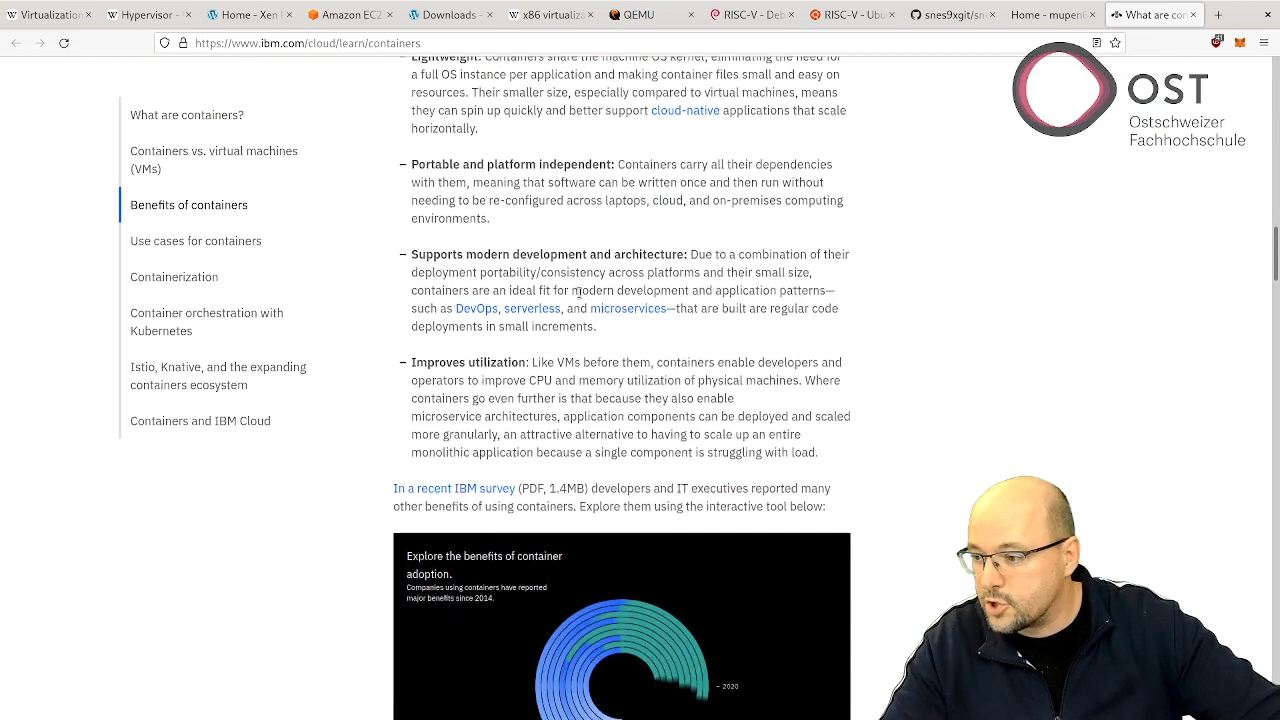 Virtualization
Hypervisor -
Home - Xen
Amazon EC2
Downloads -
x86 virtualiza
QEMU
RISC-V - Deb
RISC-V - Ubu
snes9xgit/sne
Home - mupen
What are con
https://www.ibm.com/cloud/learn/containers
41
OST
Ostschweizer
Fachhochschule
What are containers?
Containers vs. virtual machines
(VMs)
Benefits of containers
Use cases for containers
Containerization
Container orchestration with
Kubernetes
Istio, Knative, and the expanding
containers ecosystem
Containers and IBM Cloud
– Lightweight: Containers share the machine OS kernel, eliminating the need for
a full OS instance per application and making container files small and easy on
resources. Their smaller size, especially compared to virtual machines, means
they can spin up quickly and better support cloud-native applications that scale
horizontally.
– Portable and platform independent: Containers carry all their dependencies
with them, meaning that software can be written once and then run without
needing to be re-configured across laptops, cloud, and on-premises computing
environments.
– Supports modern development and architecture: Due to a combination of their
deployment portability/consistency across platforms and their small size,
containers are an ideal fit for modern development and application patterns—
such as DevOps, serverless, and microservices—that are built are regular code
deployments in small increments.
– Improves utilization: Like VMs before them, containers enable developers and
operators to improve CPU and memory utilization of physical machines. Where
containers go even further is that because they also enable
microservice architectures, application components can be deployed and scaled
more granularly, an attractive alternative to having to scale up an entire
monolithic application because a single component is struggling with load.
In a recent IBM survey (PDF, 1.4MB) developers and IT executives reported many
other benefits of using containers. Explore them using the interactive tool below:
Explore the benefits of container
adoption.
Companies using containers have reported
major benefits since 2014.
– 2020